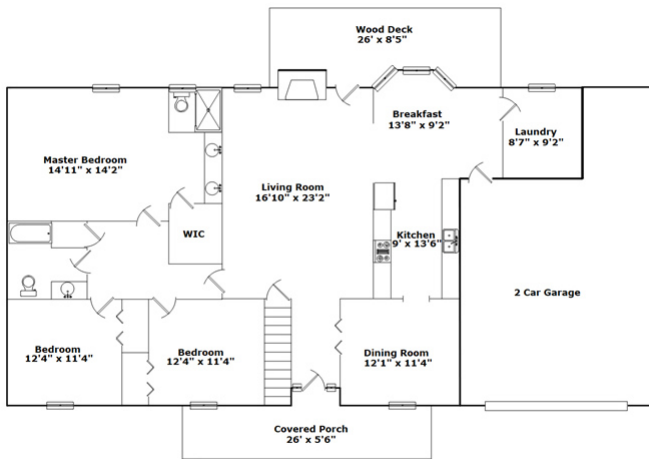 Wood Deck
26' x 8'5"
Breakfast
13'8" x 9'2"
Laundry
8'7" x 9'2"
Master Bedroom
14'11" x 14'2"
Living Room
16'10" x 23'2"
WIC
Kitchen
9' x 13'6"
2 Car Garage
Bedroom
12'4" x 11'4"
Bedroom
12'4" x 11'4"
Dining Room
12'1" x 11'4"
Covered Porch
26' x 5'6"